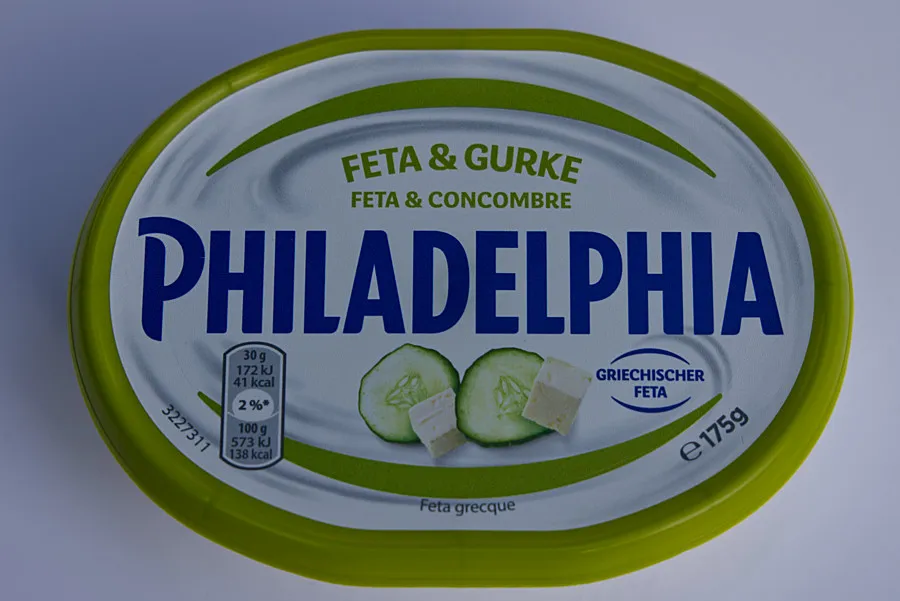 FETA & GURKE
FETA & CONCOMBRE
PHILADELPHIA
30 g
172 kJ
41 kcal
2 %*
100 g
573 kJ
138 kcal
3227311
GRIECHISCHER
FETA
℮175g
Feta grecque